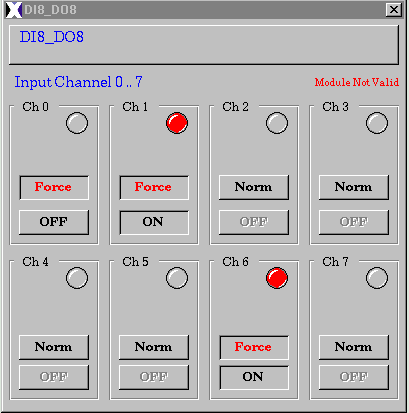 DI8_DO8
DI8_DO8
Input Channel 0 .. 7 Module Not Valid
Ch 0 Ch 1 Ch 2 Ch 3
Force Force Norm Norm
OFF ON OFF OFF
Ch 4 Ch 5 Ch 6 Ch 7
Norm Norm Force Norm
OFF OFF ON OFF